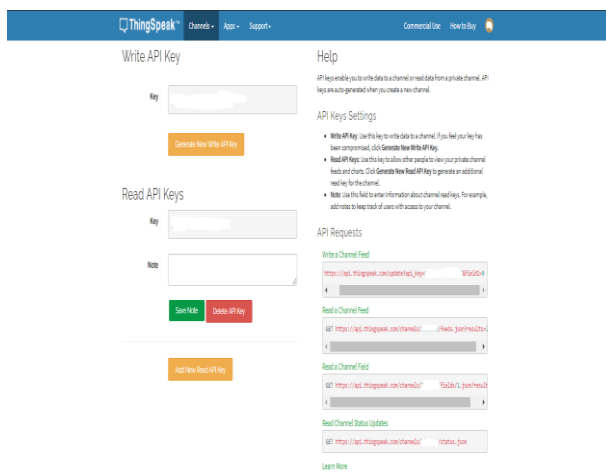 ThingSpeak™ Channels Apps Support Commercial Use How to Buy
Write API Key
Key
Generate New Write API Key
Read API Keys
Key
Note
Save Note Delete API Key
Add New Read API Key
Help
API keys enable you to write data to a channel or read data from a private channel. API
keys are auto-generated when you create a new channel.
API Keys Settings
• Write API Key: Use this key to write data to a channel. If you feel your key has
been compromised, click Generate New Write API Key.
• Read API Keys: Use this key to allow other people to view your private channel
feeds and charts. Click Generate New Read API Key to generate an additional
read key for the channel.
• Note: Use this field to enter information about channel read keys. For example,
add notes to keep track of users with access to your channel.
API Requests
Write a Channel Feed
https://api.thingspeak.com/update?api_key= &field1=0
Read a Channel Feed
GET https://api.thingspeak.com/channels/ /feeds.json?results=
Read a Channel Field
GET https://api.thingspeak.com/channels/ fields/1.json?result
Read Channel Status Updates
GET https://api.thingspeak.com/channels/ /status.json
Learn More